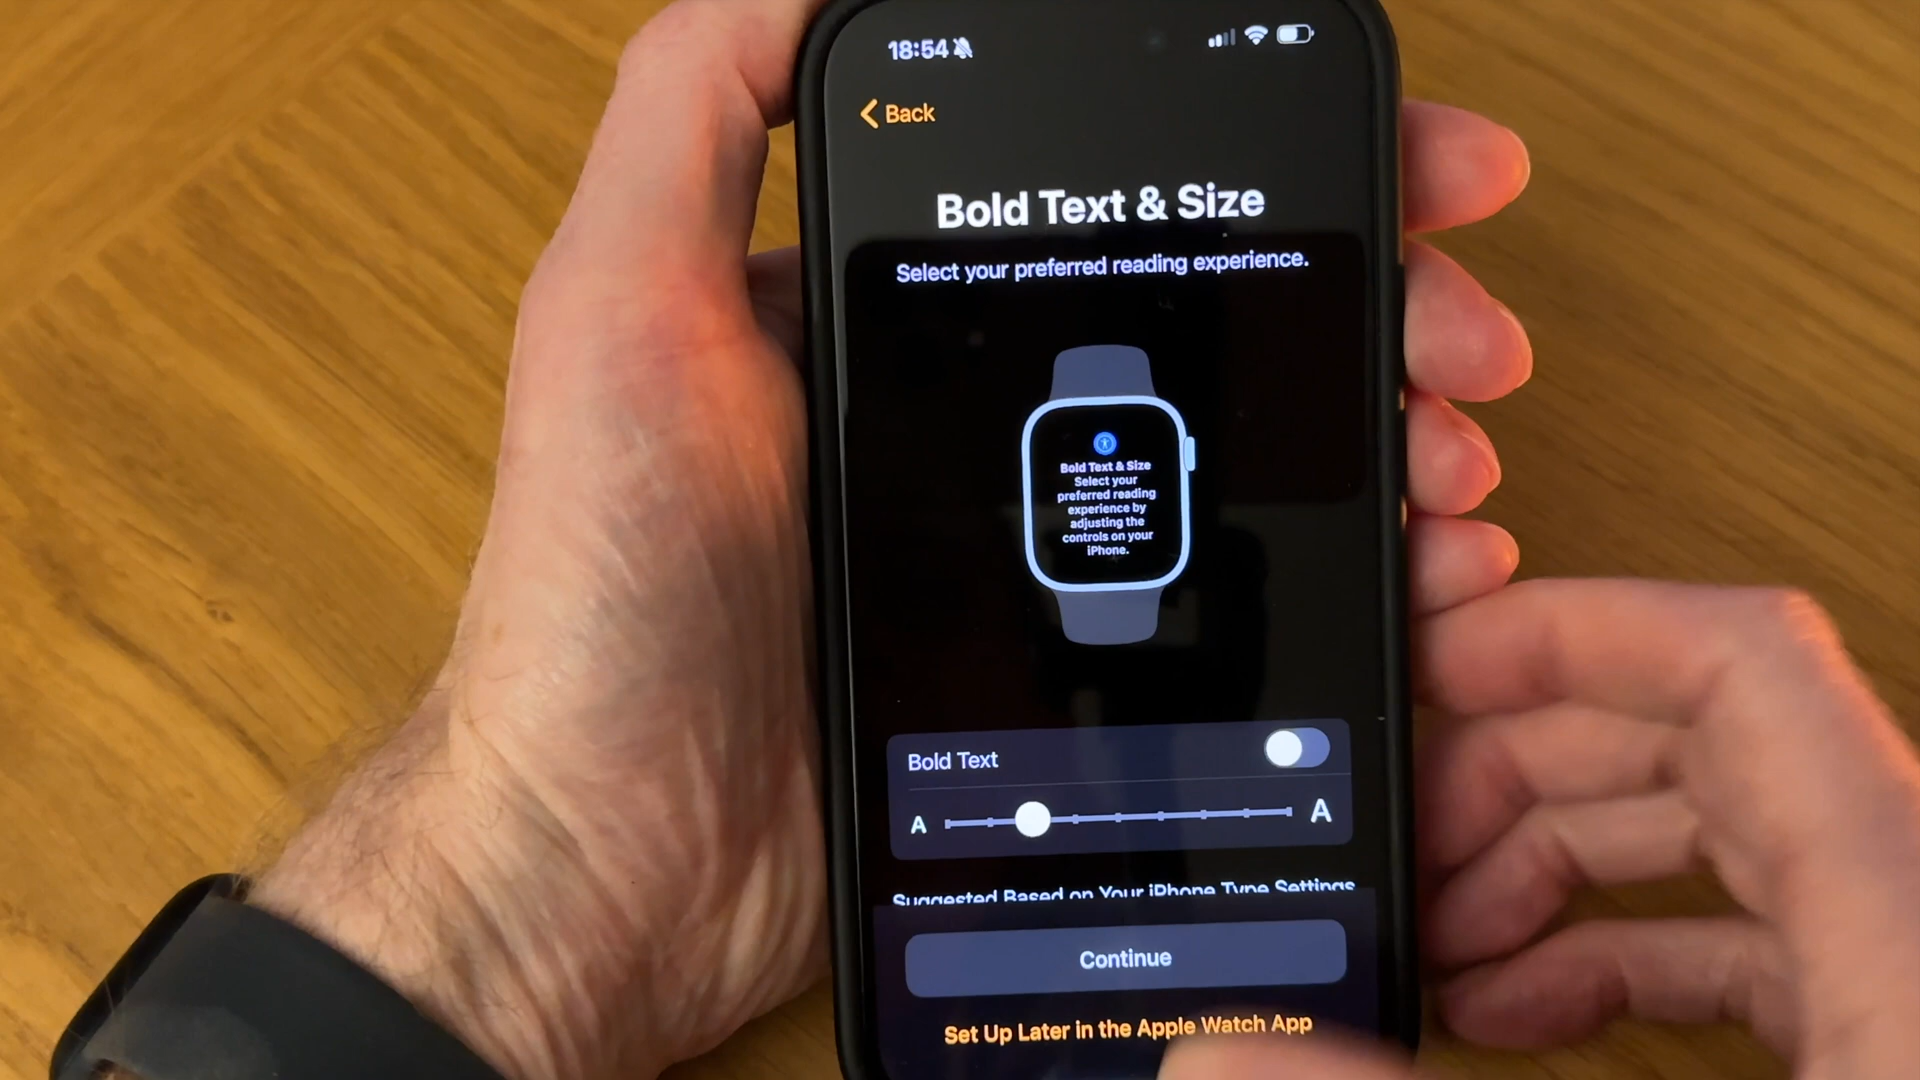 18:54
Back
Bold Text & Size
Select your preferred reading experience.
Bold Text & Size
Select your
preferred reading
experience by
adjusting the
controls on your
iPhone.
Bold Text
A A
Suggested Based on Your iPhone Type Settings
Continue
Set Up Later in the Apple Watch App